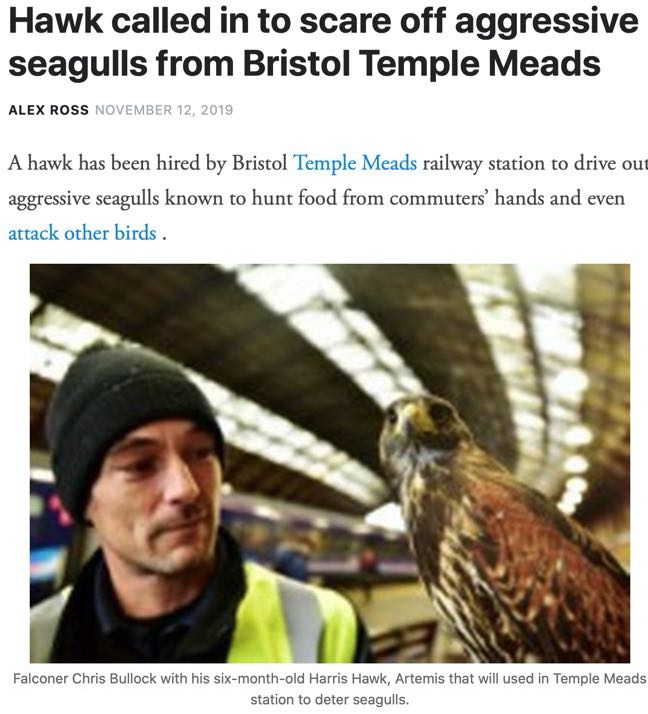 Hawk called in to scare off aggressive
seagulls from Bristol Temple Meads
ALEX ROSS NOVEMBER 12, 2019
A hawk has been hired by Bristol Temple Meads railway station to drive out
aggressive seagulls known to hunt food from commuters’ hands and even
attack other birds .
Falconer Chris Bullock with his six-month-old Harris Hawk, Artemis that will used in Temple Meads
station to deter seagulls.